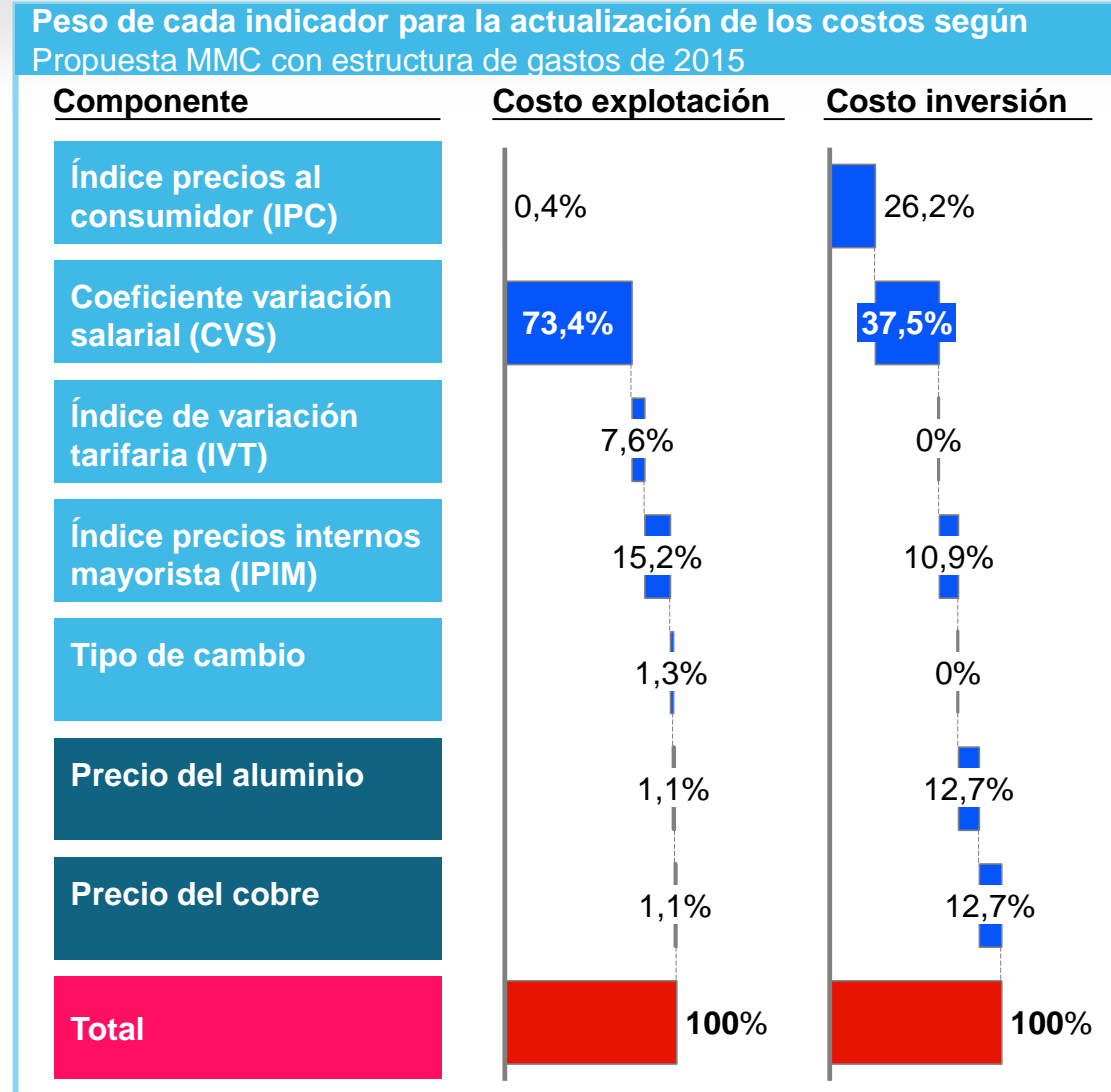 Peso de cada indicador para la actualización de los costos según
Propuesta MMC con estructura de gastos de 2015
Componente Costo explotación Costo inversión
Índice precios al
consumidor (IPC)
0,4% 26,2%
Coeficiente variación
salarial (CVS)
73,4% 37,5%
Índice de variación
tarifaria (IVT)
7,6% 0%
Índice precios internos
mayorista (IPIM)
15,2% 10,9%
Tipo de cambio
1,3% 0%
Precio del aluminio
1,1% 12,7%
Precio del cobre
1,1% 12,7%
Total 100% 100%